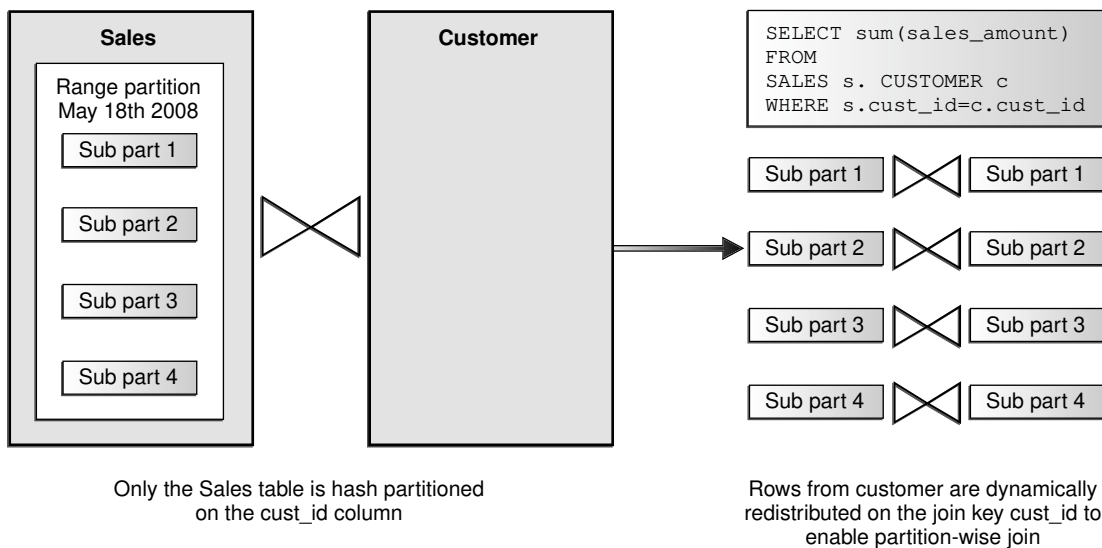 Sales
Range partition
May 18th 2008
Sub part 1
Sub part 2
Sub part 3
Sub part 4
Customer
SELECT sum(sales_amount)
FROM
SALES s. CUSTOMER c
WHERE s.cust_id=c.cust_id
Sub part 1 Sub part 1
Sub part 2 Sub part 2
Sub part 3 Sub part 3
Sub part 4 Sub part 4
Only the Sales table is hash partitioned
on the cust_id column
Rows from customer are dynamically
redistributed on the join key cust_id to
enable partition-wise join